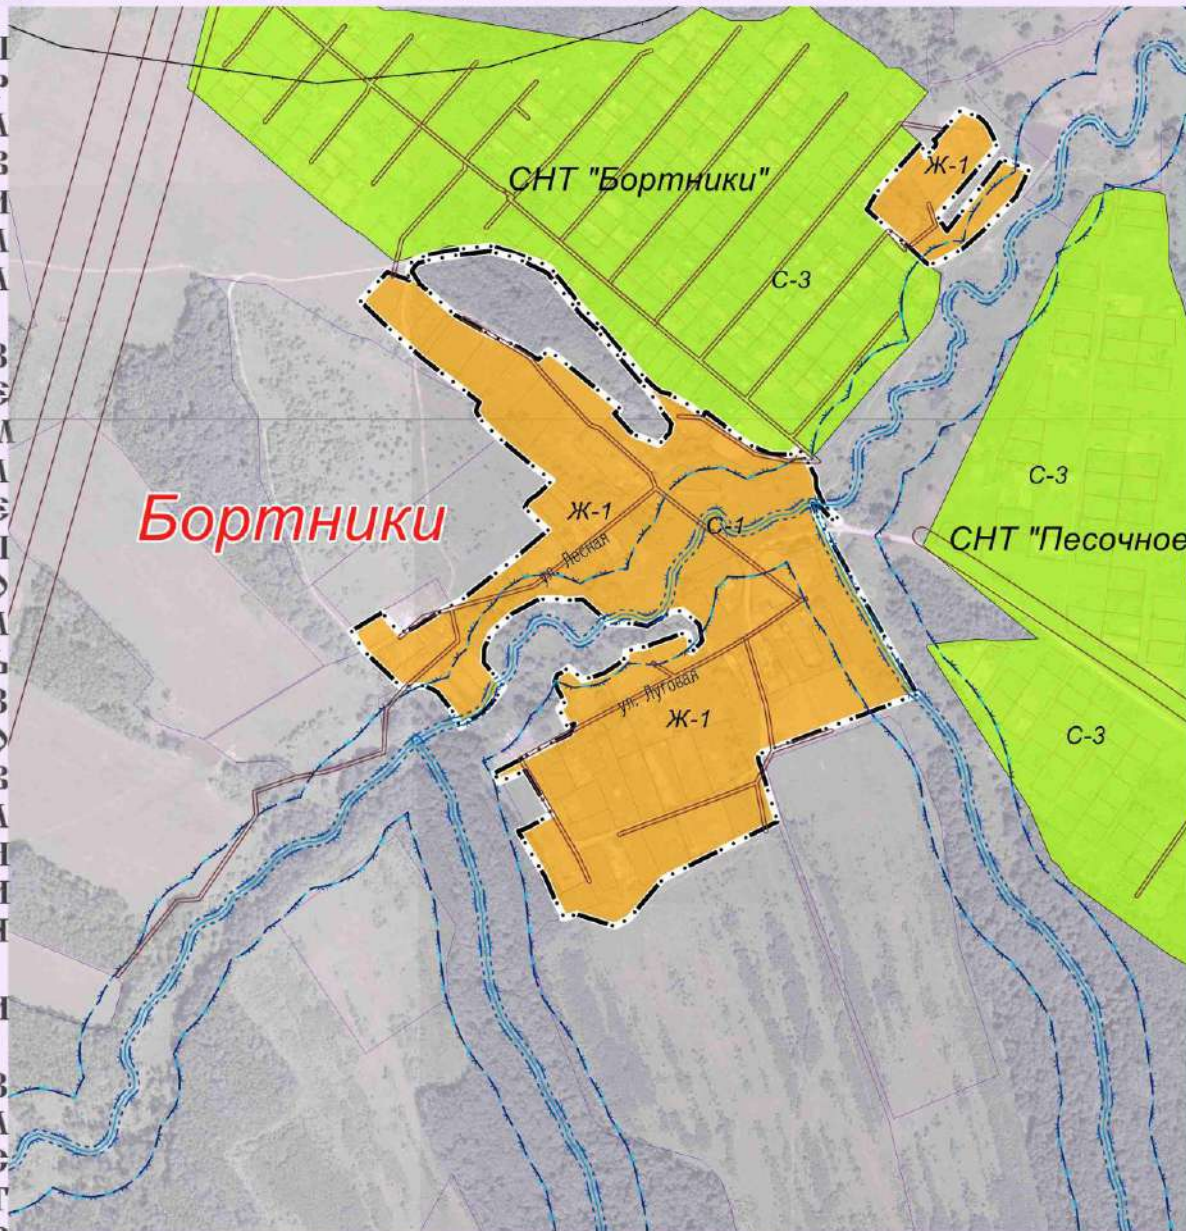 СНТ "Бортники"
Ж-1
С-3
С-3
Бортники
Ж-1
С-1
СНТ "Песочное
ул. Лесная
ул. Луговая
Ж-1
С-3